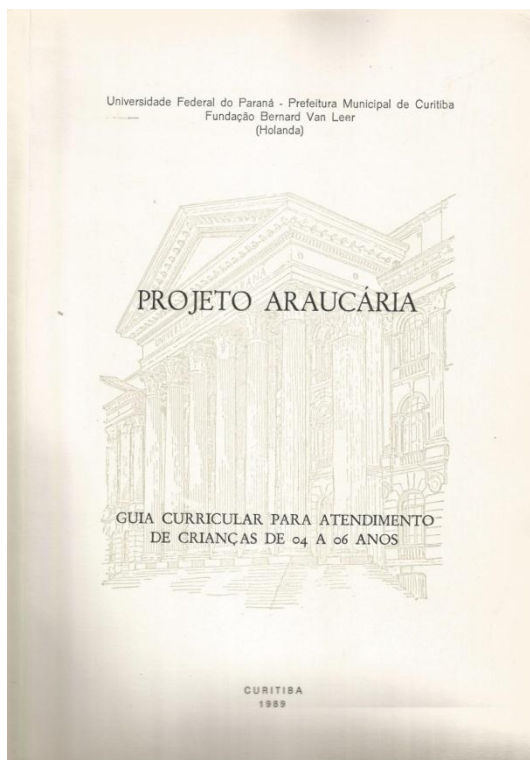 Universidade Federal do Paraná - Prefeitura Municipal de Curitiba
Fundação Bernard Van Leer
(Holanda)
PROJETO ARAUCÁRIA
GUIA CURRICULAR PARA ATENDIMENTO
DE CRIANÇAS DE 04 A 06 ANOS
CURITIBA
1989